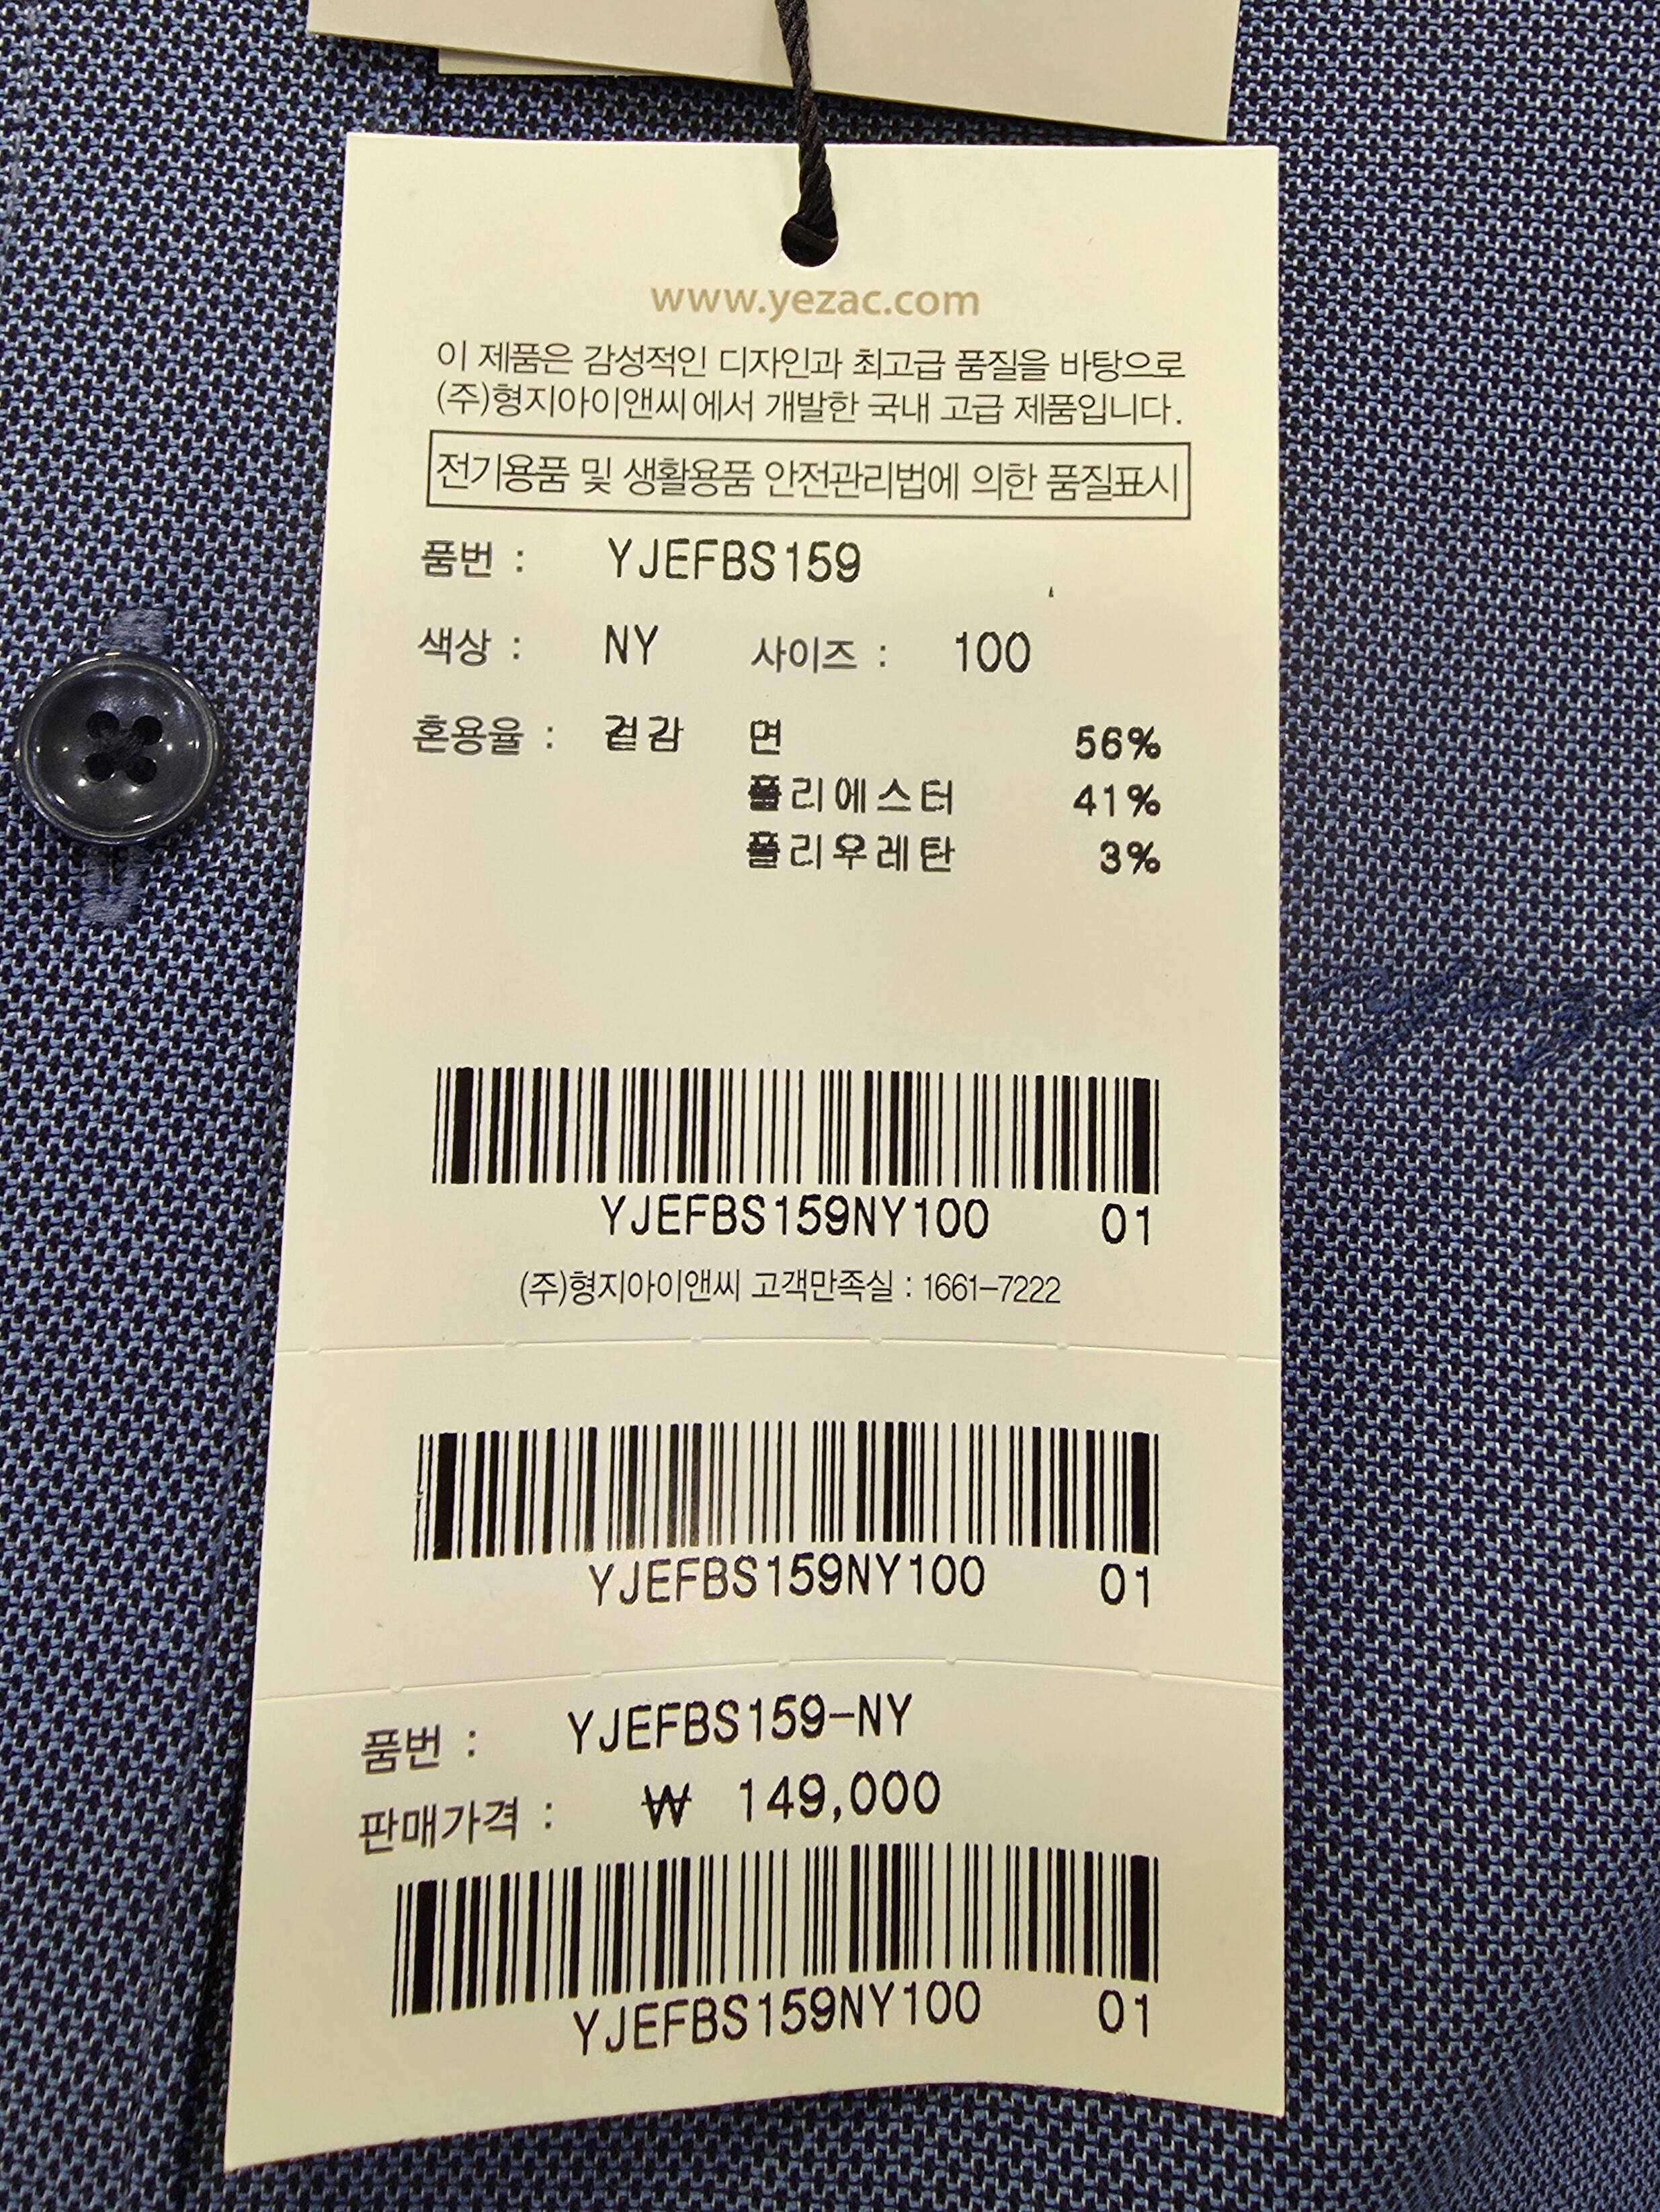 www.yezac.com
이 제품은 감성적인 디자인과 최고급 품질을 바탕으로
(주)형지아이앤씨에서 개발한 국내 고급 제품입니다.
전기용품 및 생활용품 안전관리법에 의한 품질표시
품번 : YJEFBS159
색상 : NY 사이즈 : 100
혼용율 : 겉감 면 56%
폴리에스터 41%
폴리우레탄 3%
YJEFBS159NY100 01
(주)형지아이앤씨 고객만족실 : 1661-7222
YJEFBS159NY100 01
품번 : YJEFBS159-NY
판매가격 : ₩ 149,000
YJEFBS159NY100 01